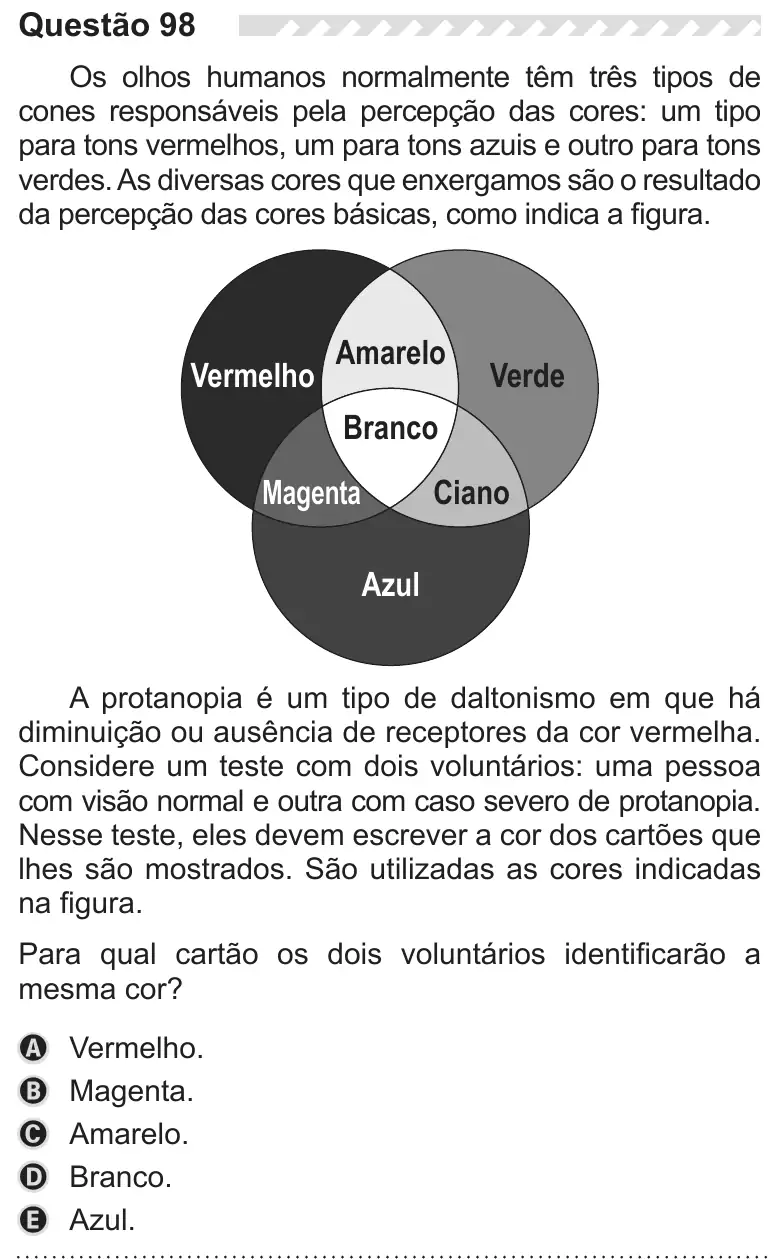 Questão 98
Os olhos humanos normalmente têm três tipos de
cones responsáveis pela percepção das cores: um tipo
para tons vermelhos, um para tons azuis e outro para tons
verdes. As diversas cores que enxergamos são o resultado
da percepção das cores básicas, como indica a figura.
Amarelo
Vermelho
Verde
Branco
Magenta
Ciano
Azul
A protanopia é um tipo de daltonismo em que há
diminuição ou ausência de receptores da cor vermelha.
Considere um teste com dois voluntários: uma pessoa
com visão normal e outra com caso severo de protanopia.
Nesse teste, eles devem escrever a cor dos cartões que
lhes são mostrados. São utilizadas as cores indicadas
na figura.
Para qual cartão os dois voluntários identificarão a
mesma cor?
A Vermelho.
B Magenta.
C Amarelo.
D Branco.
E Azul.